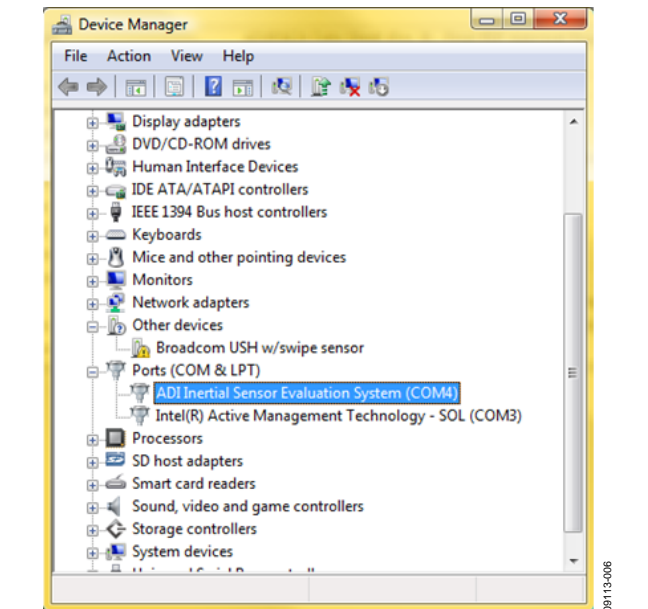 Device Manager
File Action View Help
Display adapters
DVD/CD-ROM drives
Human Interface Devices
IDE ATA/ATAPI controllers
IEEE 1394 Bus host controllers
Keyboards
Mice and other pointing devices
Monitors
Network adapters
Other devices
Broadcom USH w/swipe sensor
Ports (COM & LPT)
ADI Inertial Sensor Evaluation System (COM4)
Intel(R) Active Management Technology - SOL (COM3)
Processors
SD host adapters
Smart card readers
Sound, video and game controllers
Storage controllers
System devices
09113-006